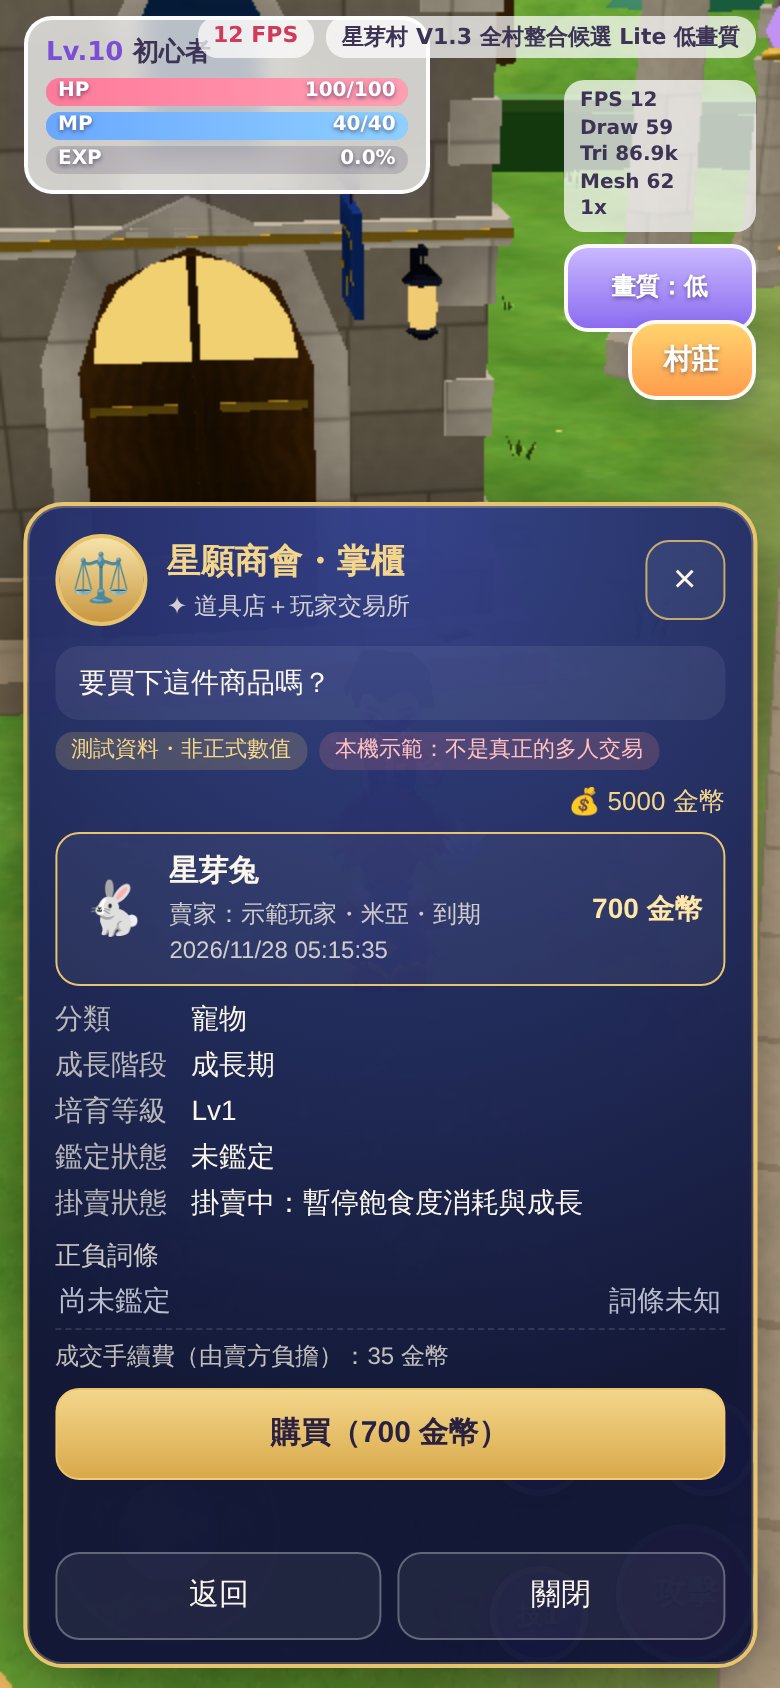 Lv.10 初心者
12 FPS
星芽村 V1.3 全村整合候選 Lite 低畫質
HP 100/100
MP 40/40
EXP 0.0%
FPS 12
Draw 59
Tri 86.9k
Mesh 62
1x
畫質：低
村莊
星願商會・掌櫃
✦ 道具店＋玩家交易所
×
要買下這件商品嗎？
測試資料・非正式數值
本機示範：不是真正的多人交易
5000 金幣
星芽兔
賣家：示範玩家・米亞・到期
2026/11/28 05:15:35
700 金幣
分類 寵物
成長階段 成長期
培育等級 Lv1
鑑定狀態 未鑑定
掛賣狀態 掛賣中：暫停飽食度消耗與成長
正負詞條
尚未鑑定 詞條未知
成交手續費（由賣方負擔）：35 金幣
購買（700 金幣）
返回
關閉